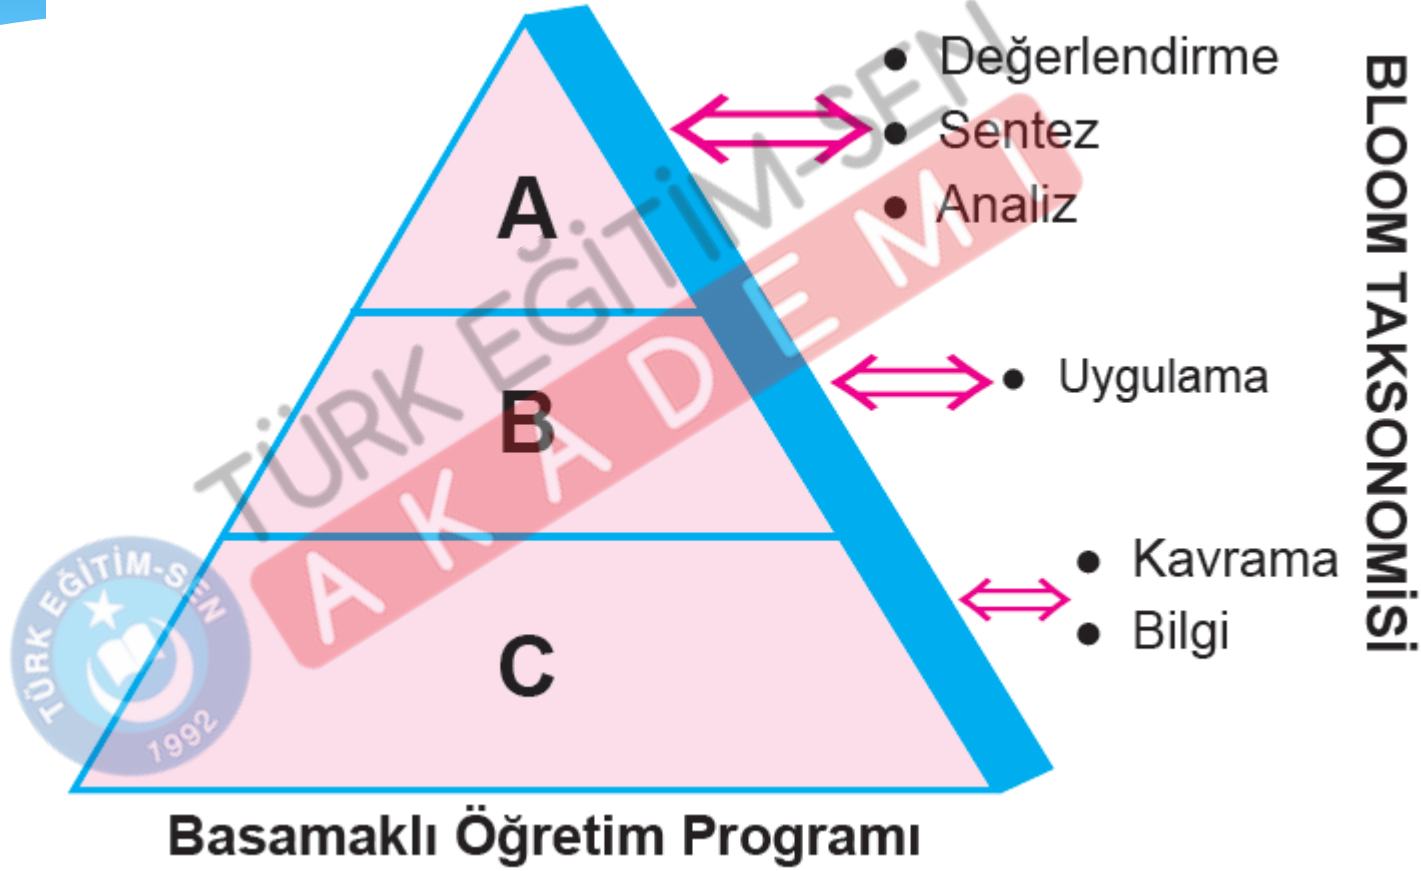 Değerlendirme
Sentez
Analiz
A
Uygulama
B
Kavrama
Bilgi
C
BLOOM TAKSONOMİSİ
Basamaklı Öğretim Programı
TÜRK EĞİTİM-SEN
AKADEMİ
TÜRK EĞİTİM-SEN
1992